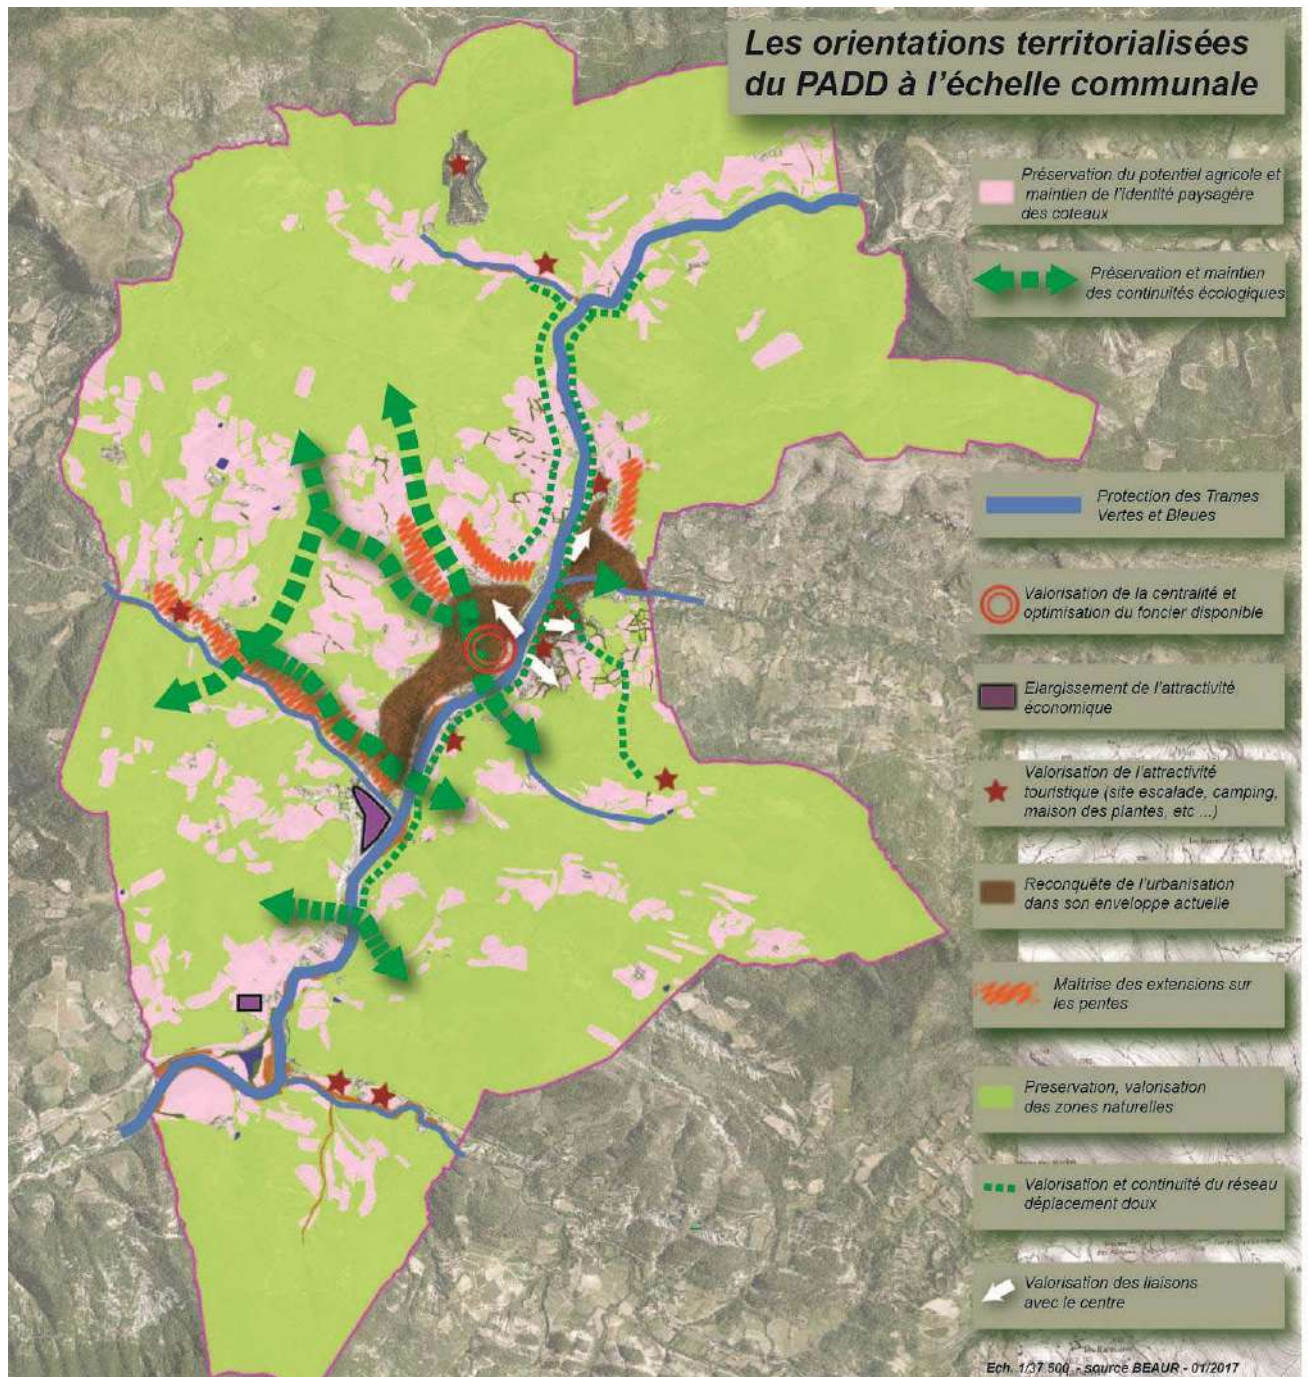 Les orientations territorialisées
du PADD à l'échelle communale
Préservation du potentiel agricole et
maintien de l'identité paysagère
des coteaux
Préservation et maintien
des continuités écologiques
Protection des Trames
Vertes et Bleues
Valorisation de la centralité et
optimisation du foncier disponible
Elargissement de l'attractivité
économique
Valorisation de l'attractivité
touristique (site escalade, camping,
maison des plantes, etc ...)
Reconquête de l'urbanisation
dans son enveloppe actuelle
Maîtrise des extensions sur
les pentes
Preservation, valorisation
des zones naturelles
Valorisation et continuité du réseau
déplacement doux
Valorisation des liaisons
avec le centre
Ech. 1/37 500 - source BEAUR - 01/2017